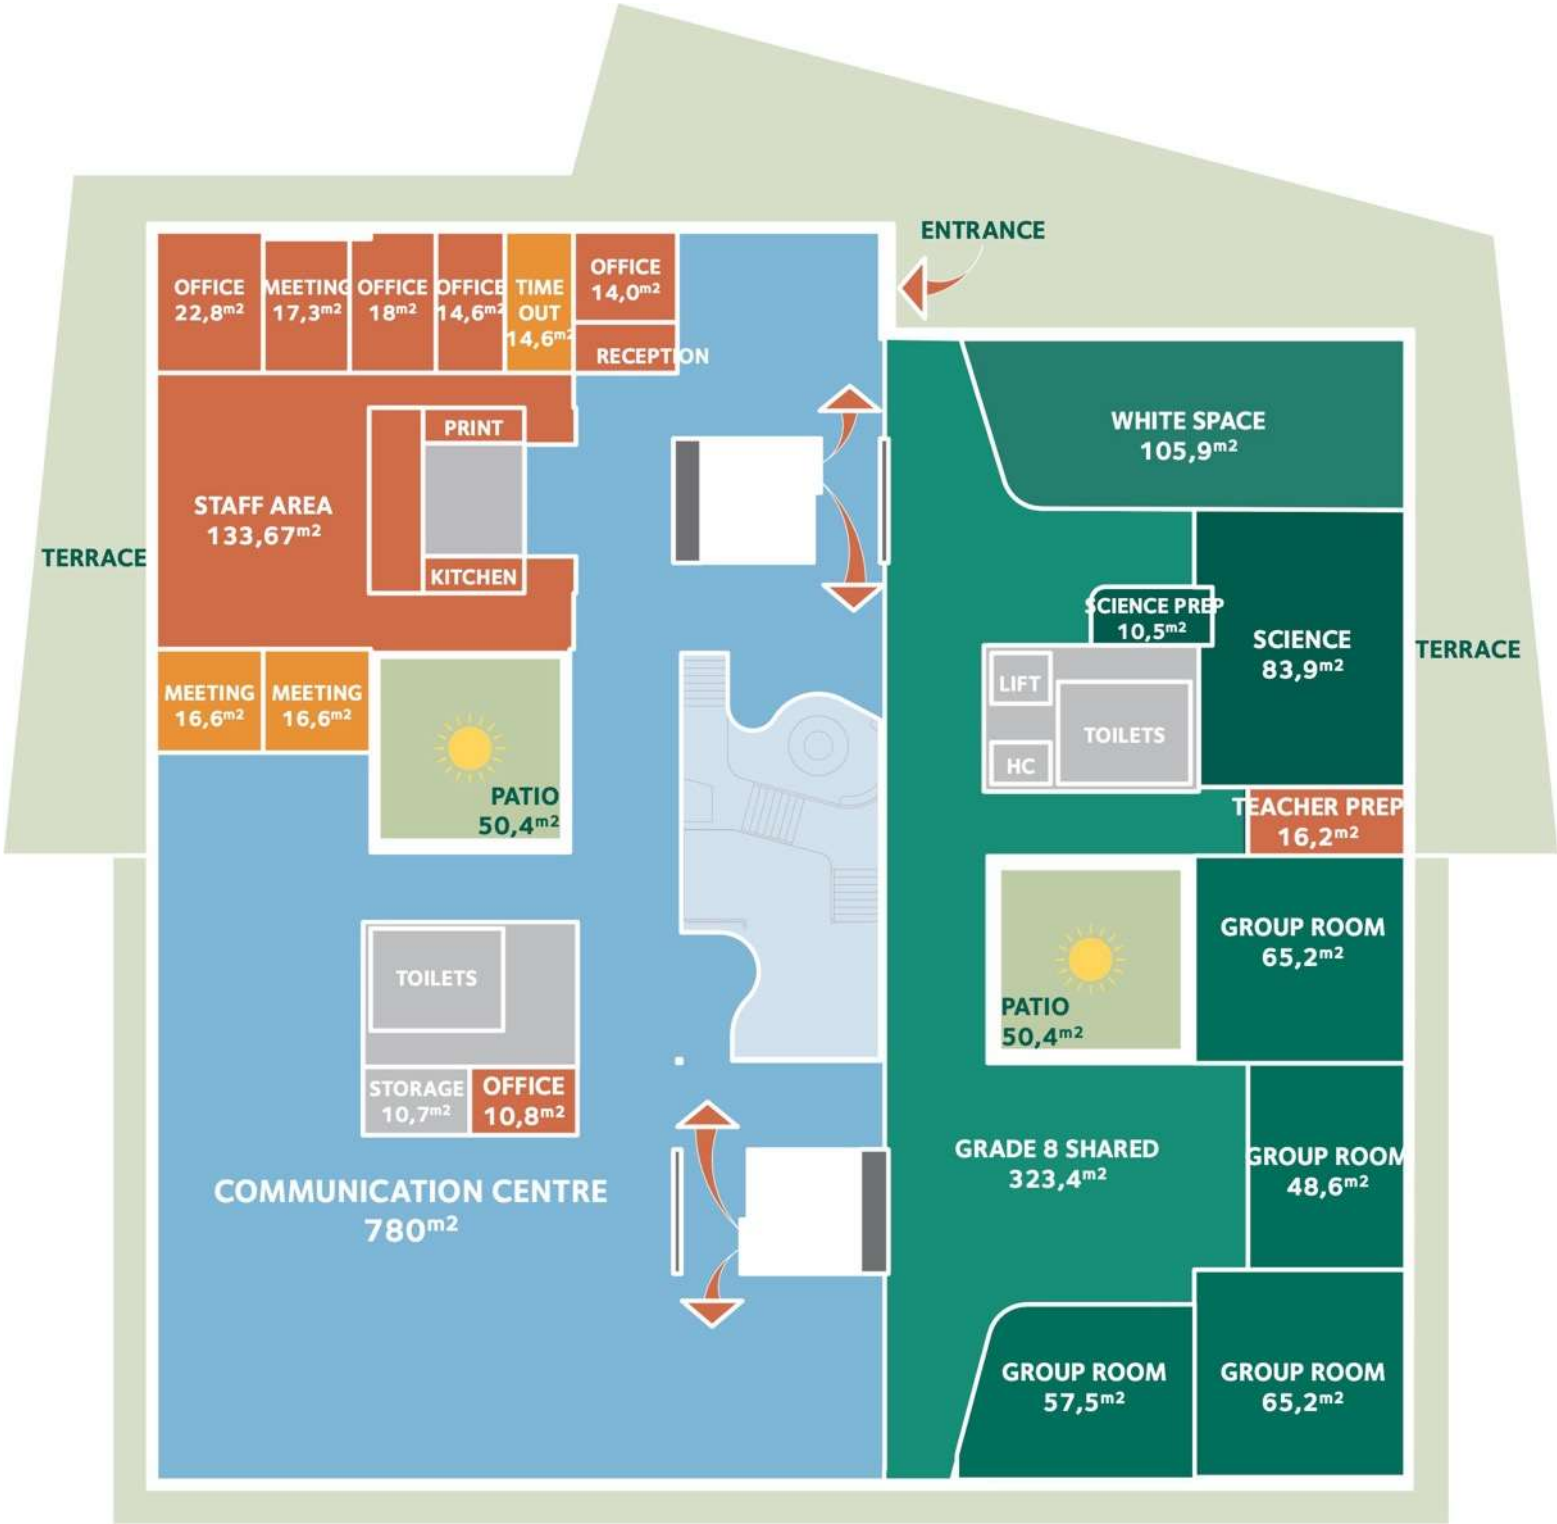 ENTRANCE
OFFICE
22,8m2
MEETING
17,3m2
OFFICE
18m2
OFFICE
14,6m2
TIME
OUT
14,6m2
OFFICE
14,0m2
RECEPTION
PRINT
STAFF AREA
133,67m2
KITCHEN
TERRACE
MEETING
16,6m2
MEETING
16,6m2
PATIO
50,4m2
TOILETS
STORAGE
10,7m2
OFFICE
10,8m2
COMMUNICATION CENTRE
780m2
WHITE SPACE
105,9m2
SCIENCE PREP
10,5m2
SCIENCE
83,9m2
TERRACE
LIFT
TOILETS
HC
TEACHER PREP
16,2m2
GROUP ROOM
65,2m2
PATIO
50,4m2
GRADE 8 SHARED
323,4m2
GROUP ROOM
48,6m2
GROUP ROOM
57,5m2
GROUP ROOM
65,2m2